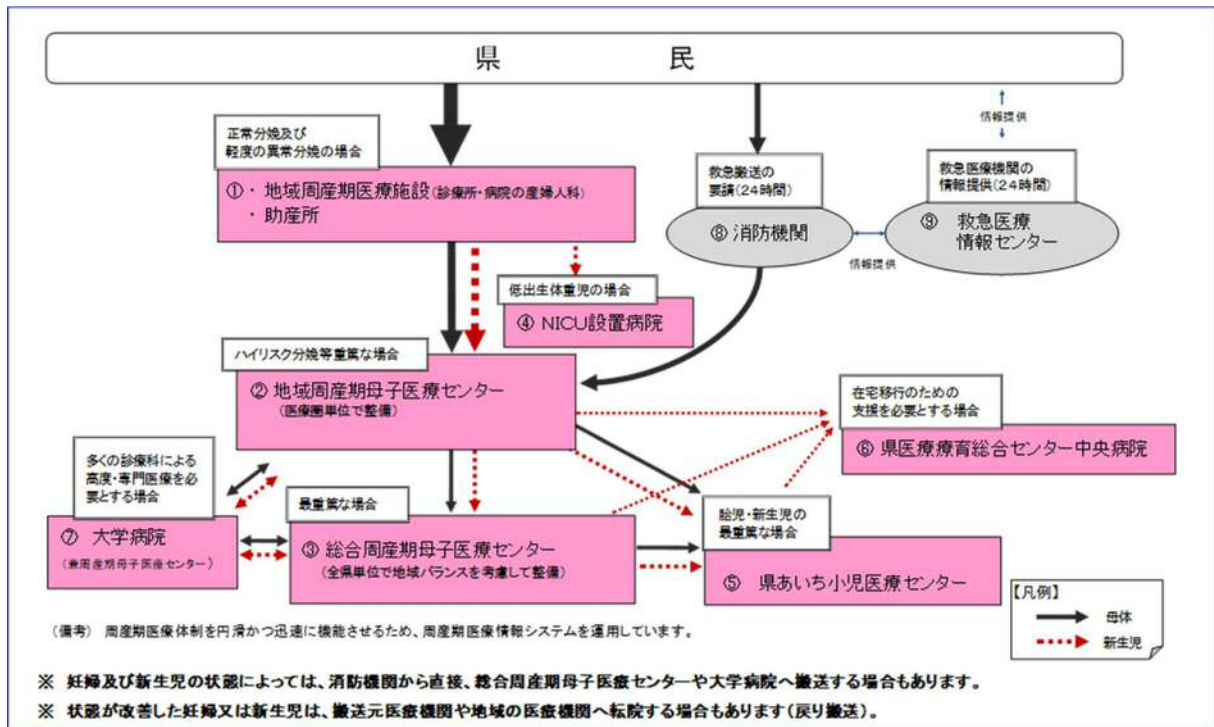 県 民
情報提供
正常分娩及び
軽度の異常分娩の場合
① ・ 地域周産期医療施設(診療所・病院の産婦人科)
・ 助産所
救急搬送の
要請(24時間)
⑧ 消防機関
救急医療機関の
情報提供(24時間)
⑨ 救急医療
情報センター
情報提供
低出生体重児の場合
④ NICU設置病院
ハイリスク分娩等重篤な場合
② 地域周産期母子医療センター
(医療圏単位で整備)
在宅移行のための
支援を必要とする場合
⑥ 県医療療育総合センター中央病院
多くの診療科による
高度・専門医療を必
要とする場合
⑦ 大学病院
(兼周産期母子医療センター)
最重篤な場合
③ 総合周産期母子医療センター
(全県単位で地域バランスを考慮して整備)
胎児・新生児の
最重篤な場合
⑤ 県あいち小児医療センター
【凡例】
母体
新生児
(備考) 周産期医療体制を円滑かつ迅速に機能させるため、周産期医療情報システムを運用しています。
※ 妊婦及び新生児の状態によっては、消防機関から直接、総合周産期母子医療センターや大学病院へ搬送する場合もあります。
※ 状態が改善した妊婦又は新生児は、搬送元医療機関や地域の医療機関へ転院する場合もあります(戻り搬送)。